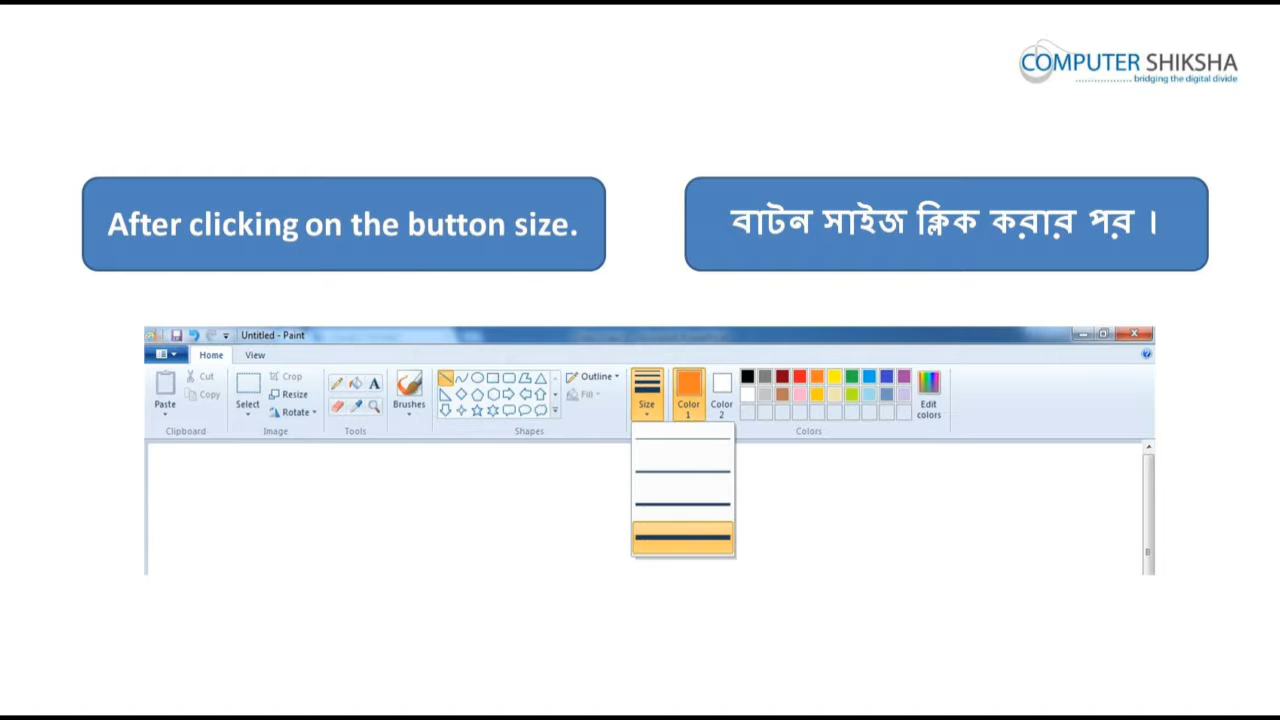 COMPUTER SHIKSHA
bridging the digital divide
After clicking on the button size.
বাটন সাইজ ক্লিক করার পর ।
Untitled - Paint
Home View
Cut
Copy
Paste
Clipboard
Crop
Resize
Rotate
Select
Image
A
Tools
Brushes
Outline
Fill
Shapes
Size
Color 1
Color 2
Edit colors
Colors